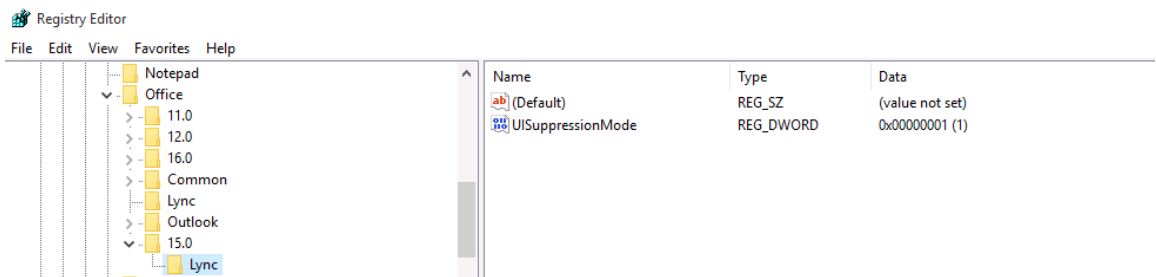 Registry Editor
File Edit View Favorites Help
Notepad
Office
11.0
12.0
16.0
Common
Lync
Outlook
15.0
Lync
Name Type Data
ab (Default) REG_SZ (value not set)
UISuppressionMode REG_DWORD 0x00000001 (1)